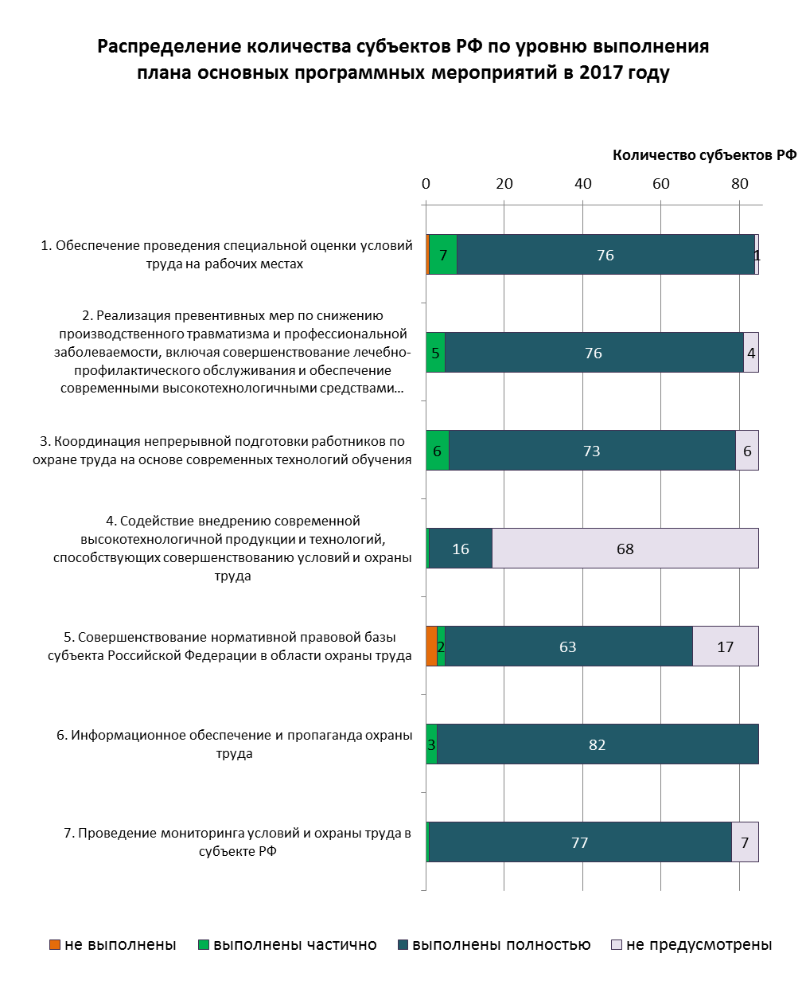 Распределение количества субъектов РФ по уровню выполнения
плана основных программных мероприятий в 2017 году
Количество субъектов РФ
0 20 40 60 80
1. Обеспечение проведения специальной оценки условий
труда на рабочих местах
7 76 1
2. Реализация превентивных мер по снижению
производственного травматизма и профессиональной
заболеваемости, включая совершенствование лечебно-
профилактического обслуживания и обеспечение
современными высокотехнологичными средствами...
5 76 4
3. Координация непрерывной подготовки работников по
охране труда на основе современных технологий обучения
6 73 6
4. Содействие внедрению современной
высокотехнологичной продукции и технологий,
способствующих совершенствованию условий и охраны
труда
16 68
5. Совершенствование нормативной правовой базы
субъекта Российской Федерации в области охраны труда
2 63 17
6. Информационное обеспечение и пропаганда охраны
труда
3 82
7. Проведение мониторинга условий и охраны труда в
субъекте РФ
77 7
не выполнены выполнены частично выполнены полностью не предусмотрены